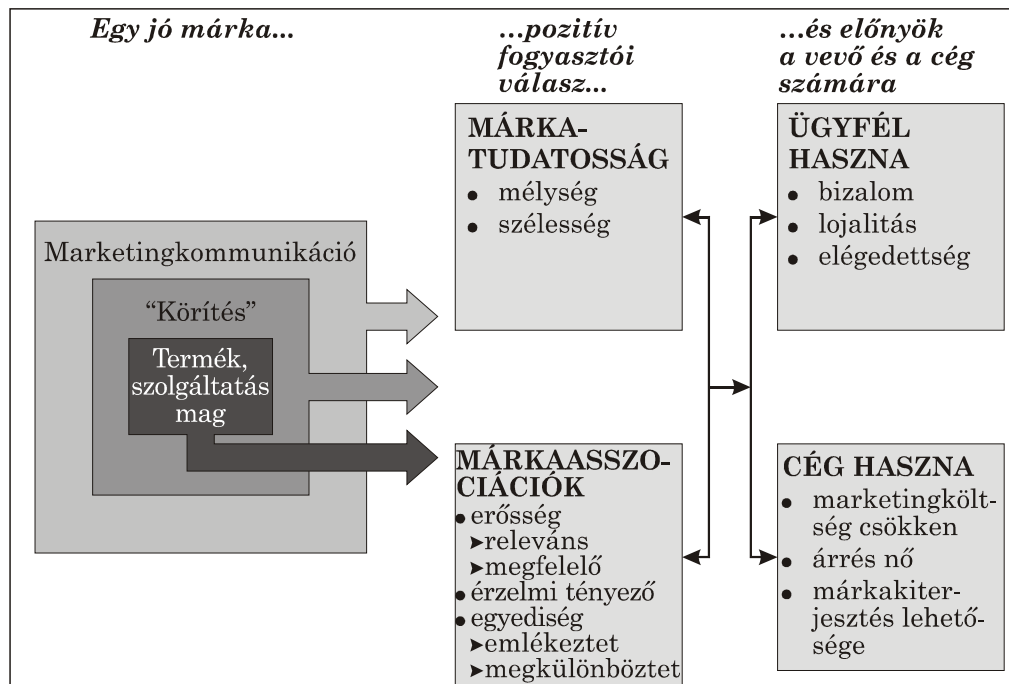 Egy jó márka...
...pozitív
fogyasztói
válasz...
...és előnyök
a vevő és a cég
számára
Marketingkommunikáció
“Körítés”
Termék,
szolgáltatás
mag
MÁRKA-
TUDATOSSÁG
• mélység
• szélesség
MÁRKAASSZO-
CIÁCIÓK
• erősség
➤releváns
➤megfelelő
• érzelmi tényező
• egyediség
➤emlékeztet
➤megkülönböztet
ÜGYFÉL
HASZNA
• bizalom
• lojalitás
• elégedettség
CÉG HASZNA
• marketingkölt-
ség csökken
• árrés nő
• márkakiter-
jesztés lehető-
sége